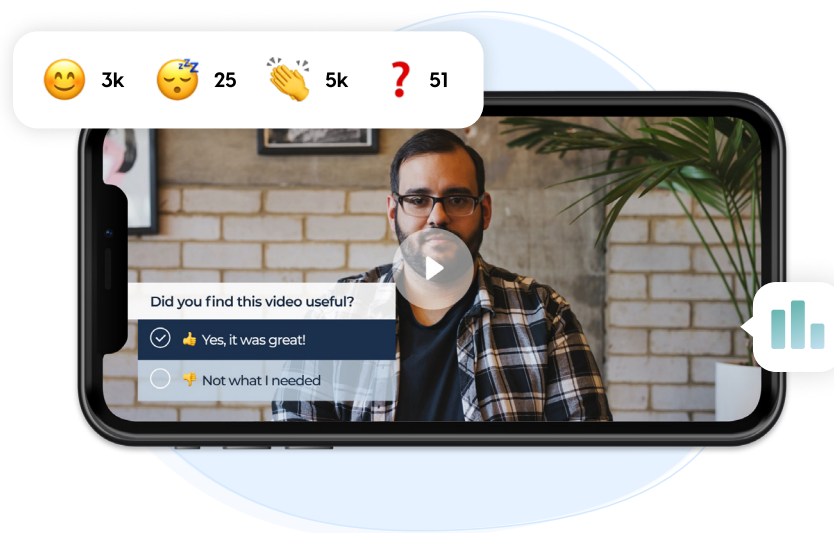 😊 3k 😴 25 👏 5k ❓ 51
Did you find this video useful?
👍 Yes, it was great!
👎 Not what I needed